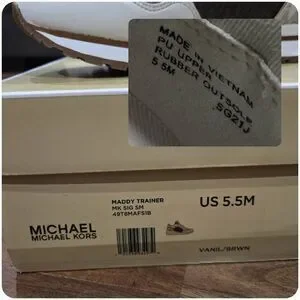 MADE IN VIETNAM
PU UPPER
RUBBER OUTSOLE
5 5M
SG21J
MADDY TRAINER
MK SIG SM
49T8MAFS1B
US 5.5M
MICHAEL
MICHAEL KORS
VANIL/BRWN